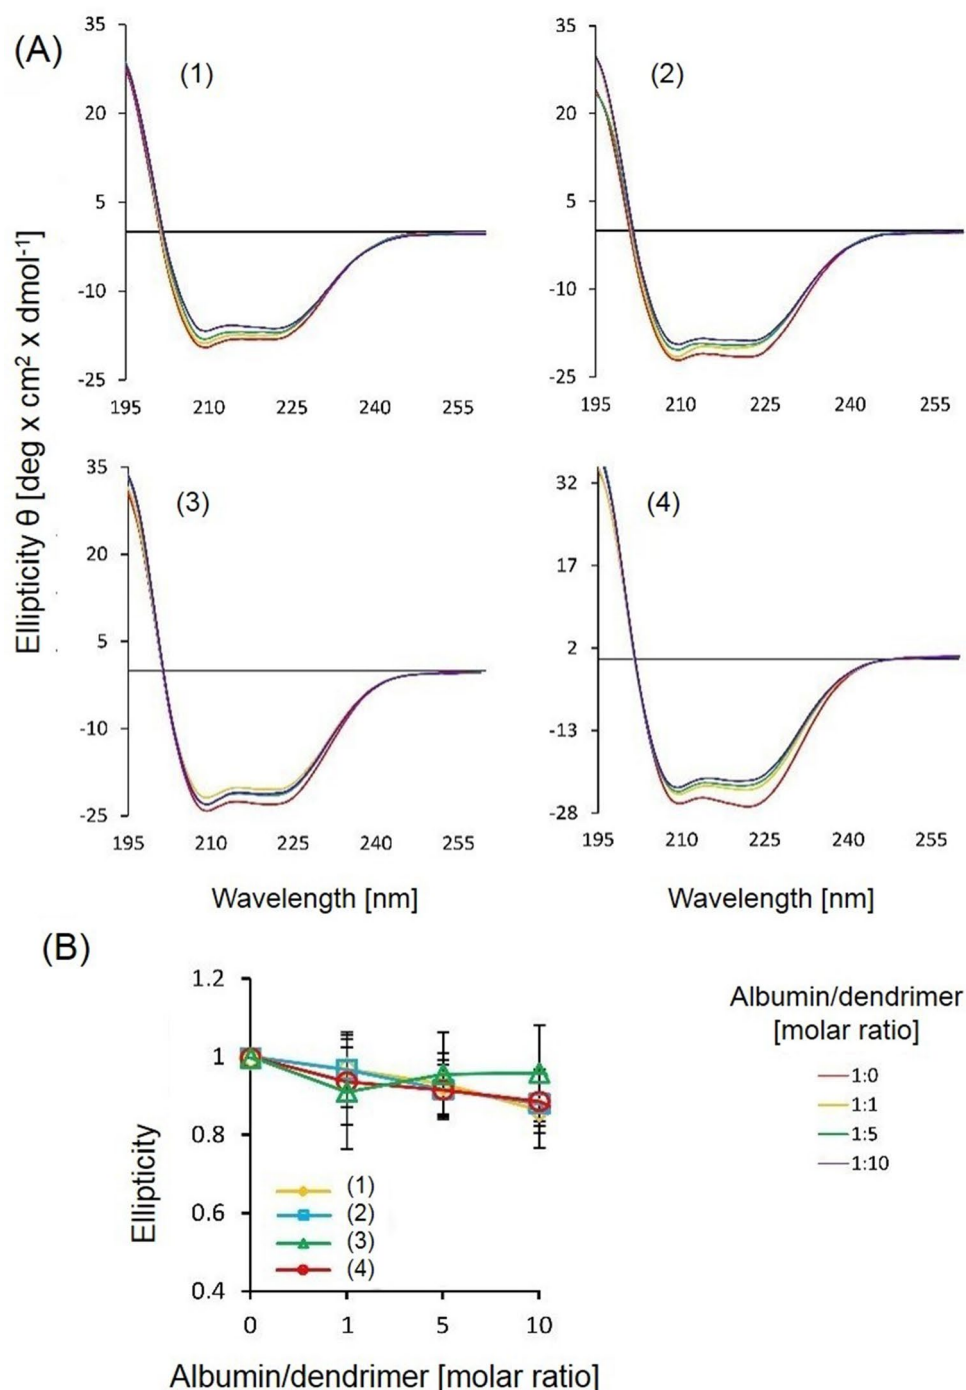 (A)
Ellipticity θ [deg x cm² x dmol⁻¹]
(1)
35
20
5
-10
-25
195 210 225 240 255
(2)
35
20
5
-10
-25
195 210 225 240 255
(3)
35
20
5
-10
-25
195 210 225 240 255
(4)
32
17
2
-13
-28
195 210 225 240 255
Wavelength [nm]
Wavelength [nm]
(B)
Ellipticity
1.2
1
0.8
0.6
0.4
(1)
(2)
(3)
(4)
0 1 5 10
Albumin/dendrimer [molar ratio]
Albumin/dendrimer
[molar ratio]
1:0
1:1
1:5
1:10